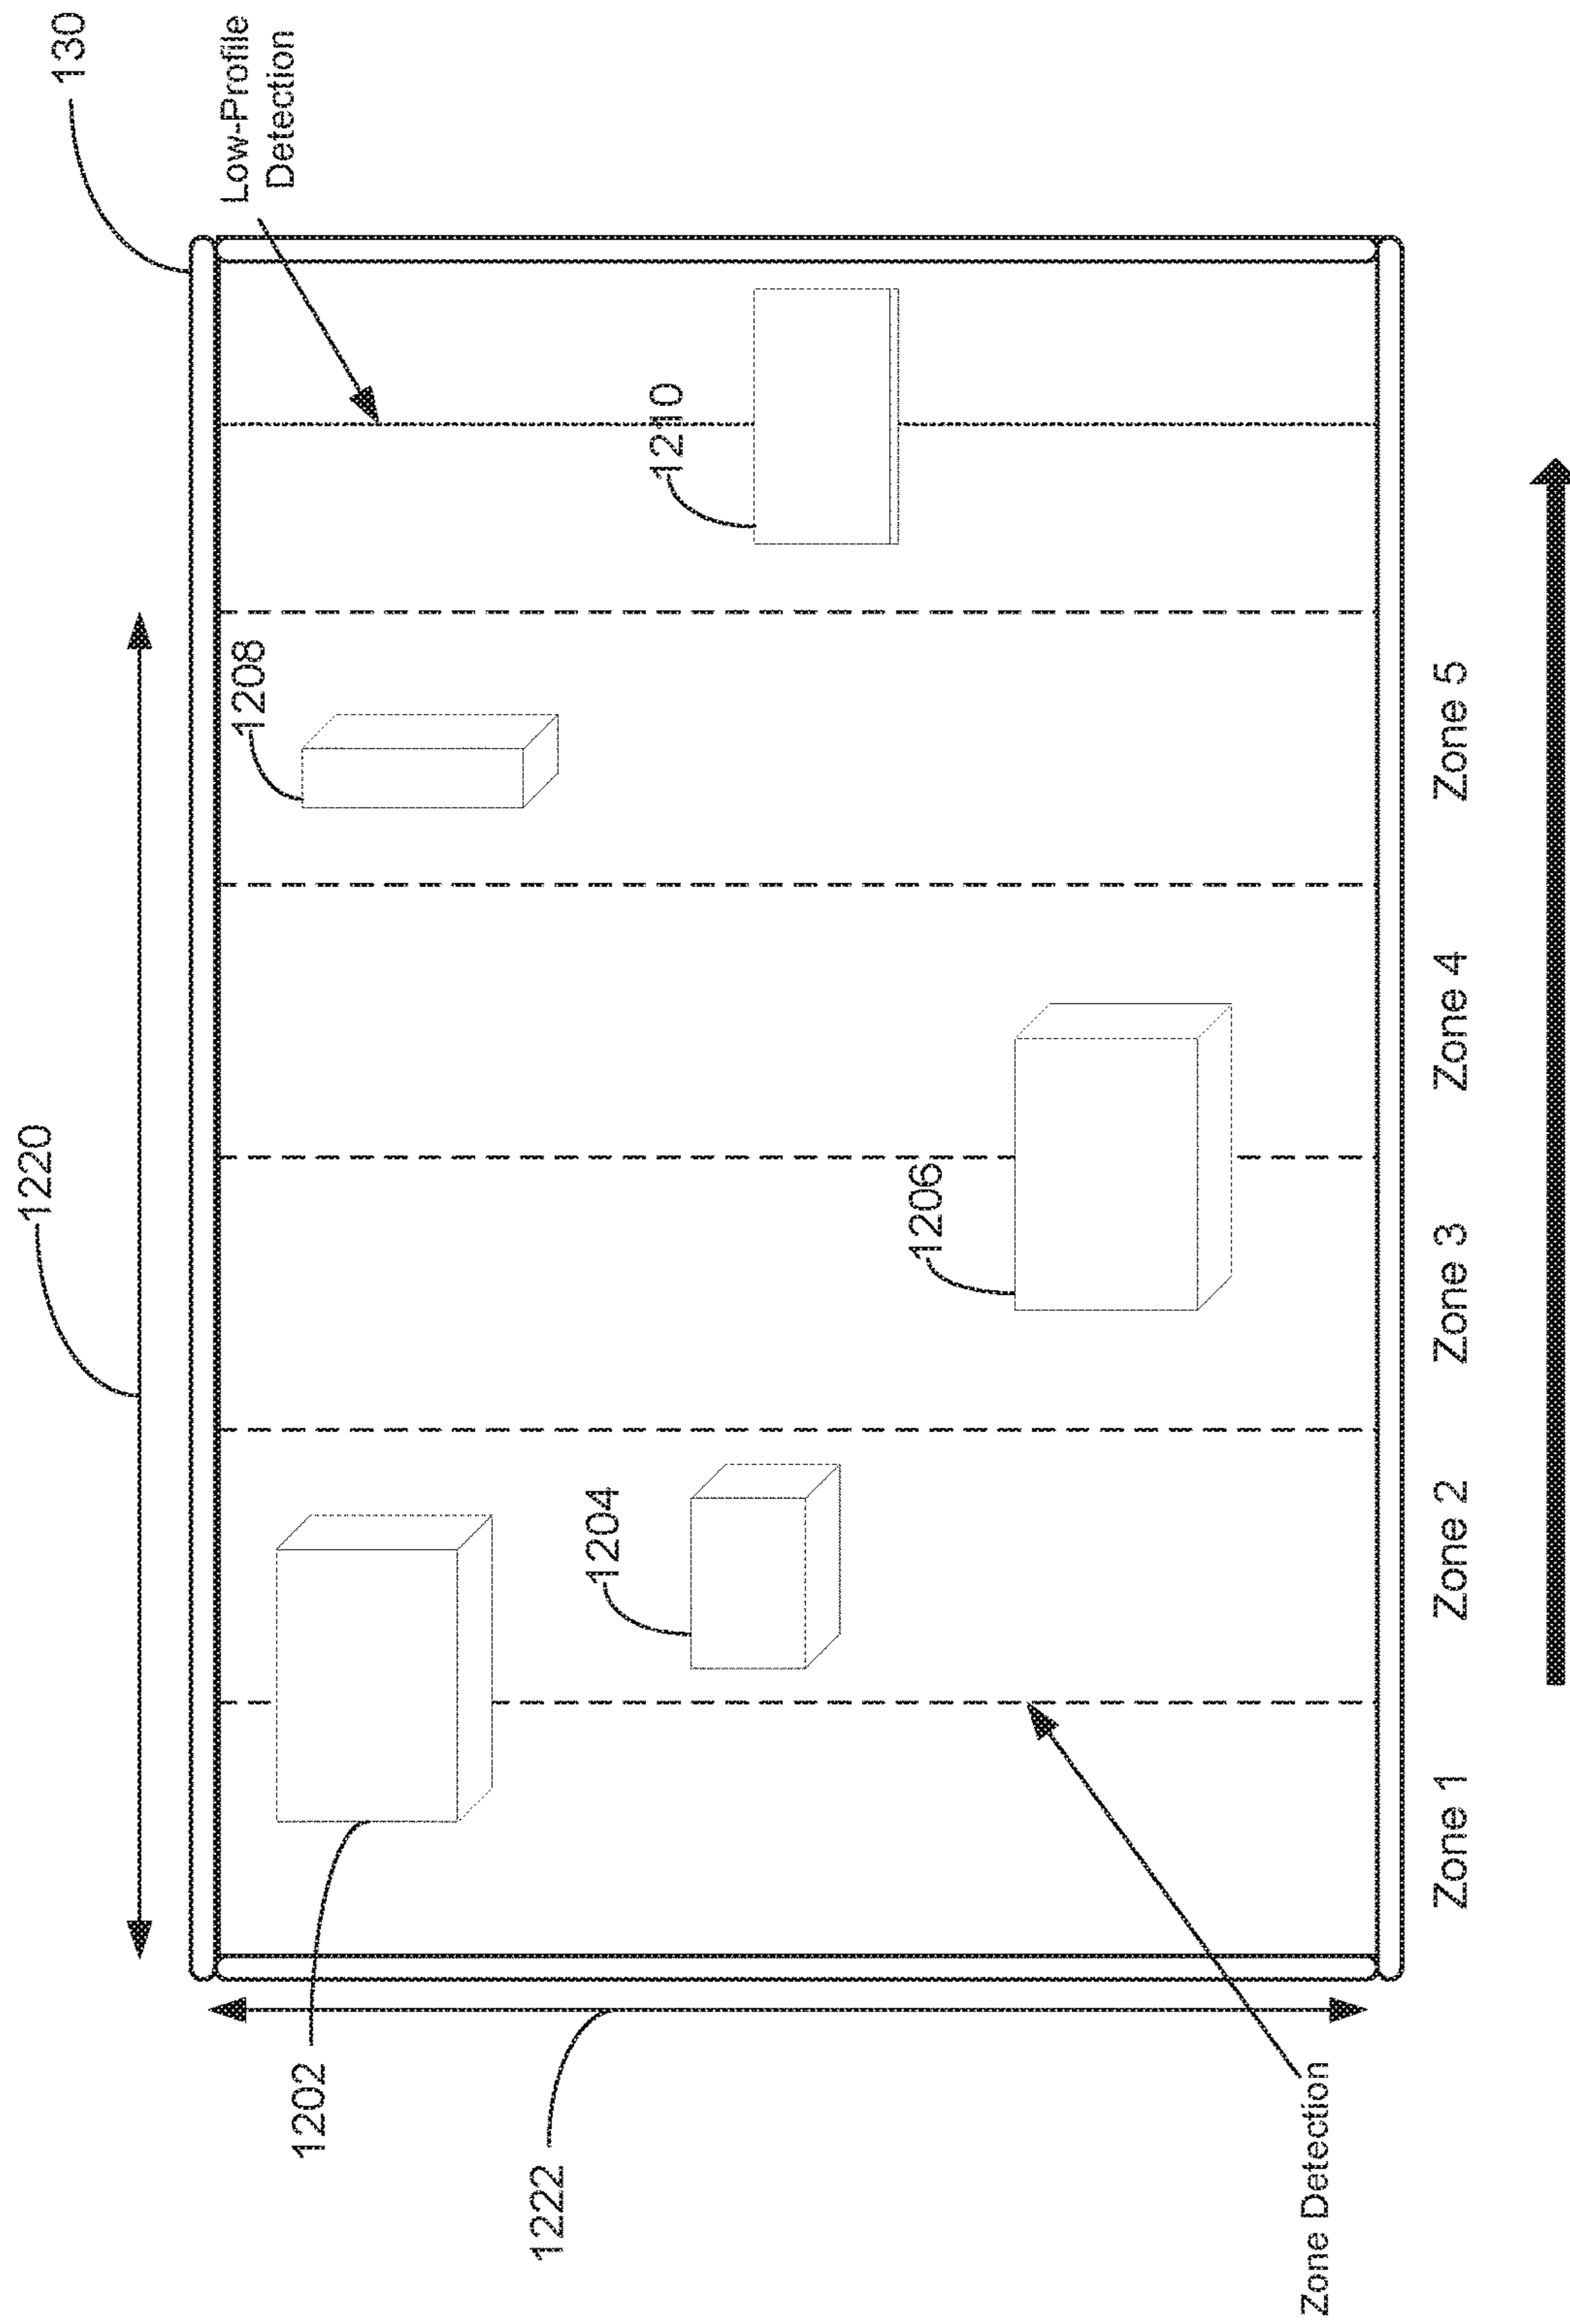 1220
130
Low-Profile
Detection
1208
1210
1206
1204
1202
1222
Zone Detection
Zone 1
Zone 2
Zone 3
Zone 4
Zone 5